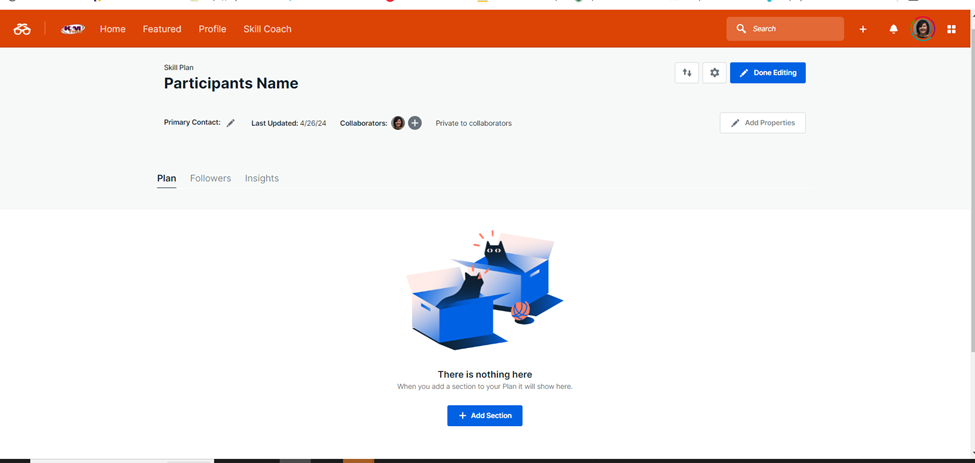 KM Home Featured Profile Skill Coach Search
Skill Plan
Participants Name
Done Editing
Primary Contact: Last Updated: 4/26/24 Collaborators: Private to collaborators
Add Properties
Plan Followers Insights
There is nothing here
When you add a section to your Plan it will show here.
+ Add Section